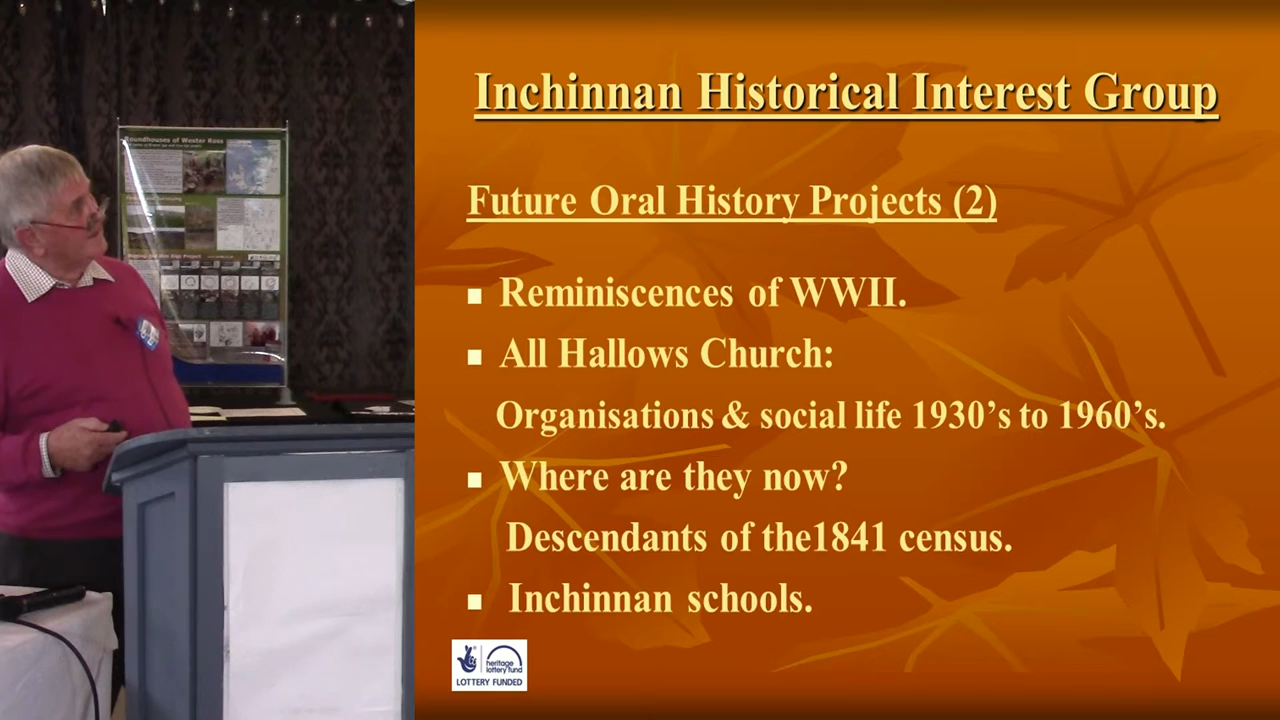 Roundhouses of Wester Ross
Inchinnan Historical Interest Group
Future Oral History Projects (2)
Reminiscences of WWII.
All Hallows Church:
Organisations & social life 1930’s to 1960’s.
Where are they now?
Descendants of the1841 census.
Inchinnan schools.
heritage
lottery fund
LOTTERY FUNDED